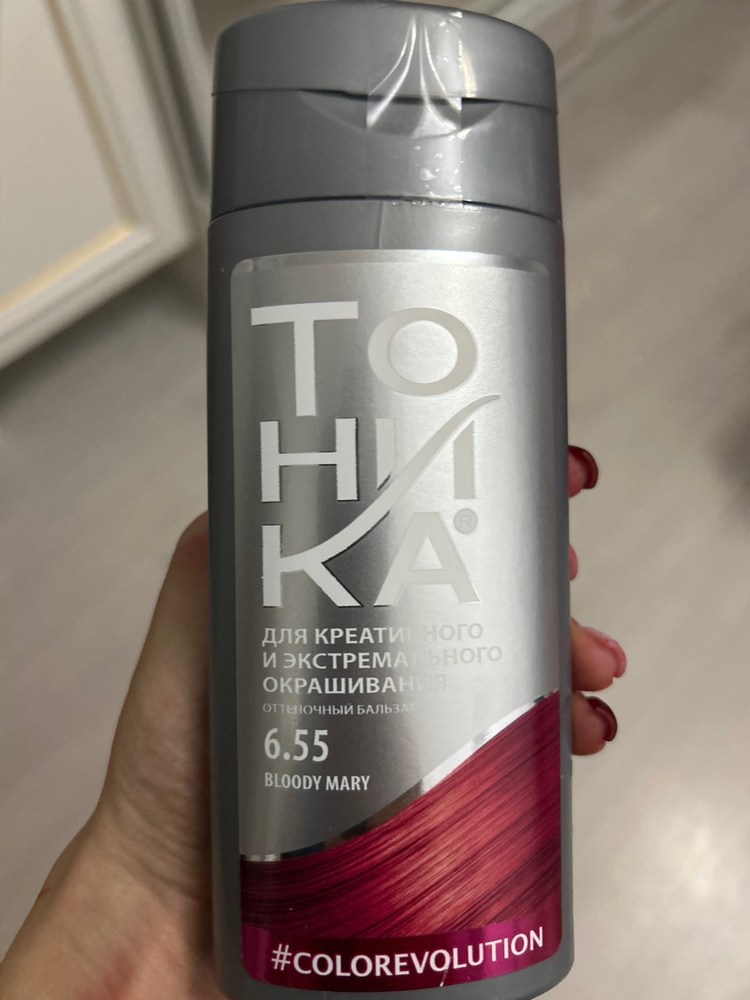 ТО
НИ
КА®
ДЛЯ КРЕАТИВНОГО
И ЭКСТРЕМАЛЬНОГО
ОКРАШИВАНИЯ
ОТТЕНОЧНЫЙ БАЛЬЗАМ
6.55
BLOODY MARY
#COLOREVOLUTION